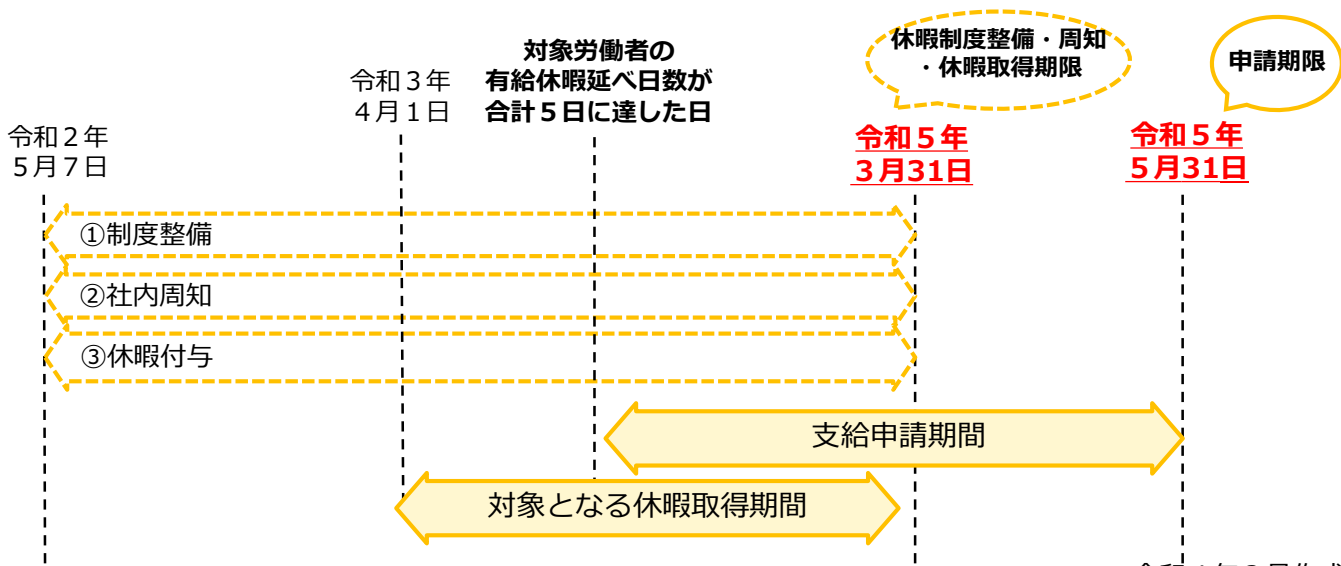 休暇制度整備・周知
・休暇取得期限
申請期限
対象労働者の
有給休暇延べ日数が
合計５日に達した日
令和３年
４月１日
令和２年
５月７日
令和５年
３月31日
令和５年
５月31日
①制度整備
②社内周知
③休暇付与
支給申請期間
対象となる休暇取得期間